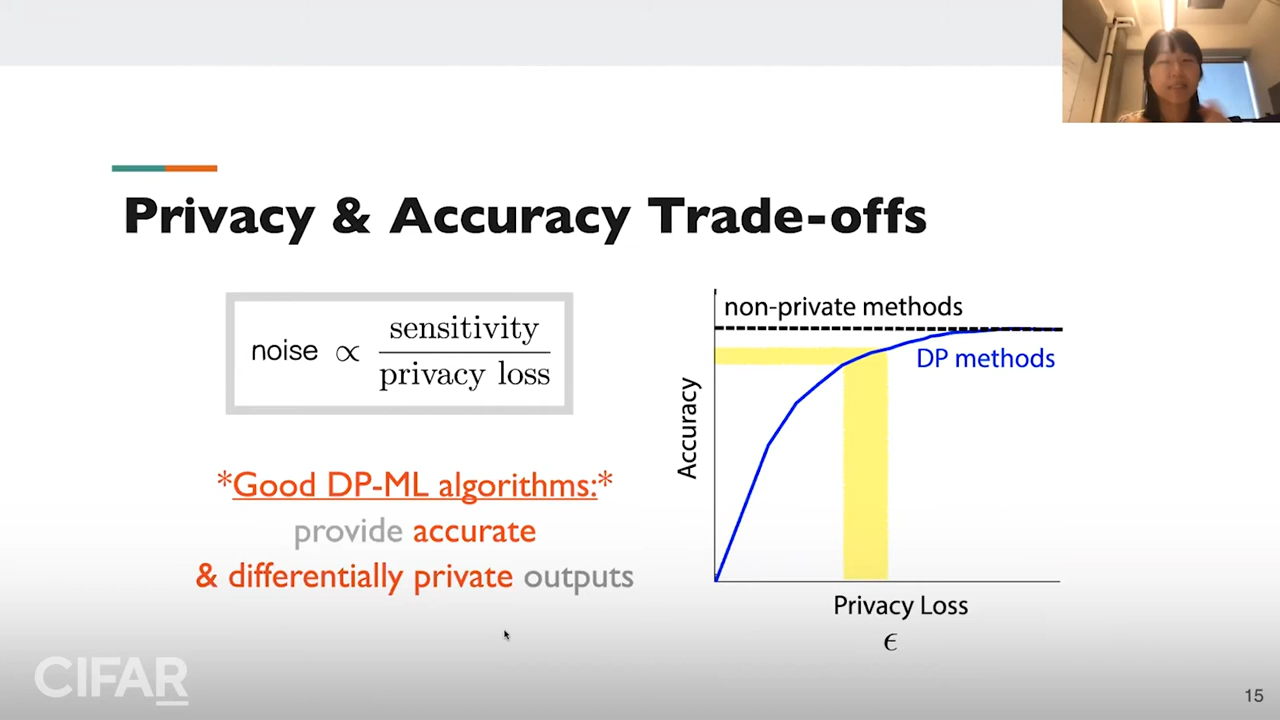 Privacy & Accuracy Trade-offs
noise ∝ sensitivity
privacy loss
*Good DP-ML algorithms:*
provide accurate
& differentially private outputs
non-private methods
DP methods
Accuracy
Privacy Loss
ϵ
CIFAR
15